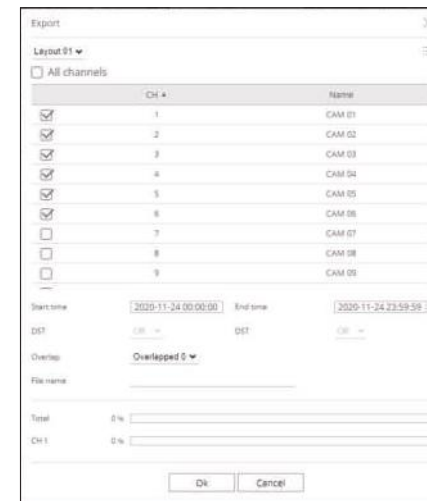 Export
Layout 01
All channels
CH Name
1 CAM 01
2 CAM 02
3 CAM 03
4 CAM 04
5 CAM 05
6 CAM 06
7 CAM 07
8 CAM 08
9 CAM 09
Start time 2020-11-24 00:00:00 End time 2020-11-24 23:59:59
DST Off DST Off
Overlap Overlapped 0
File name
Total 0 %
CH 1 0 %
Ok Cancel